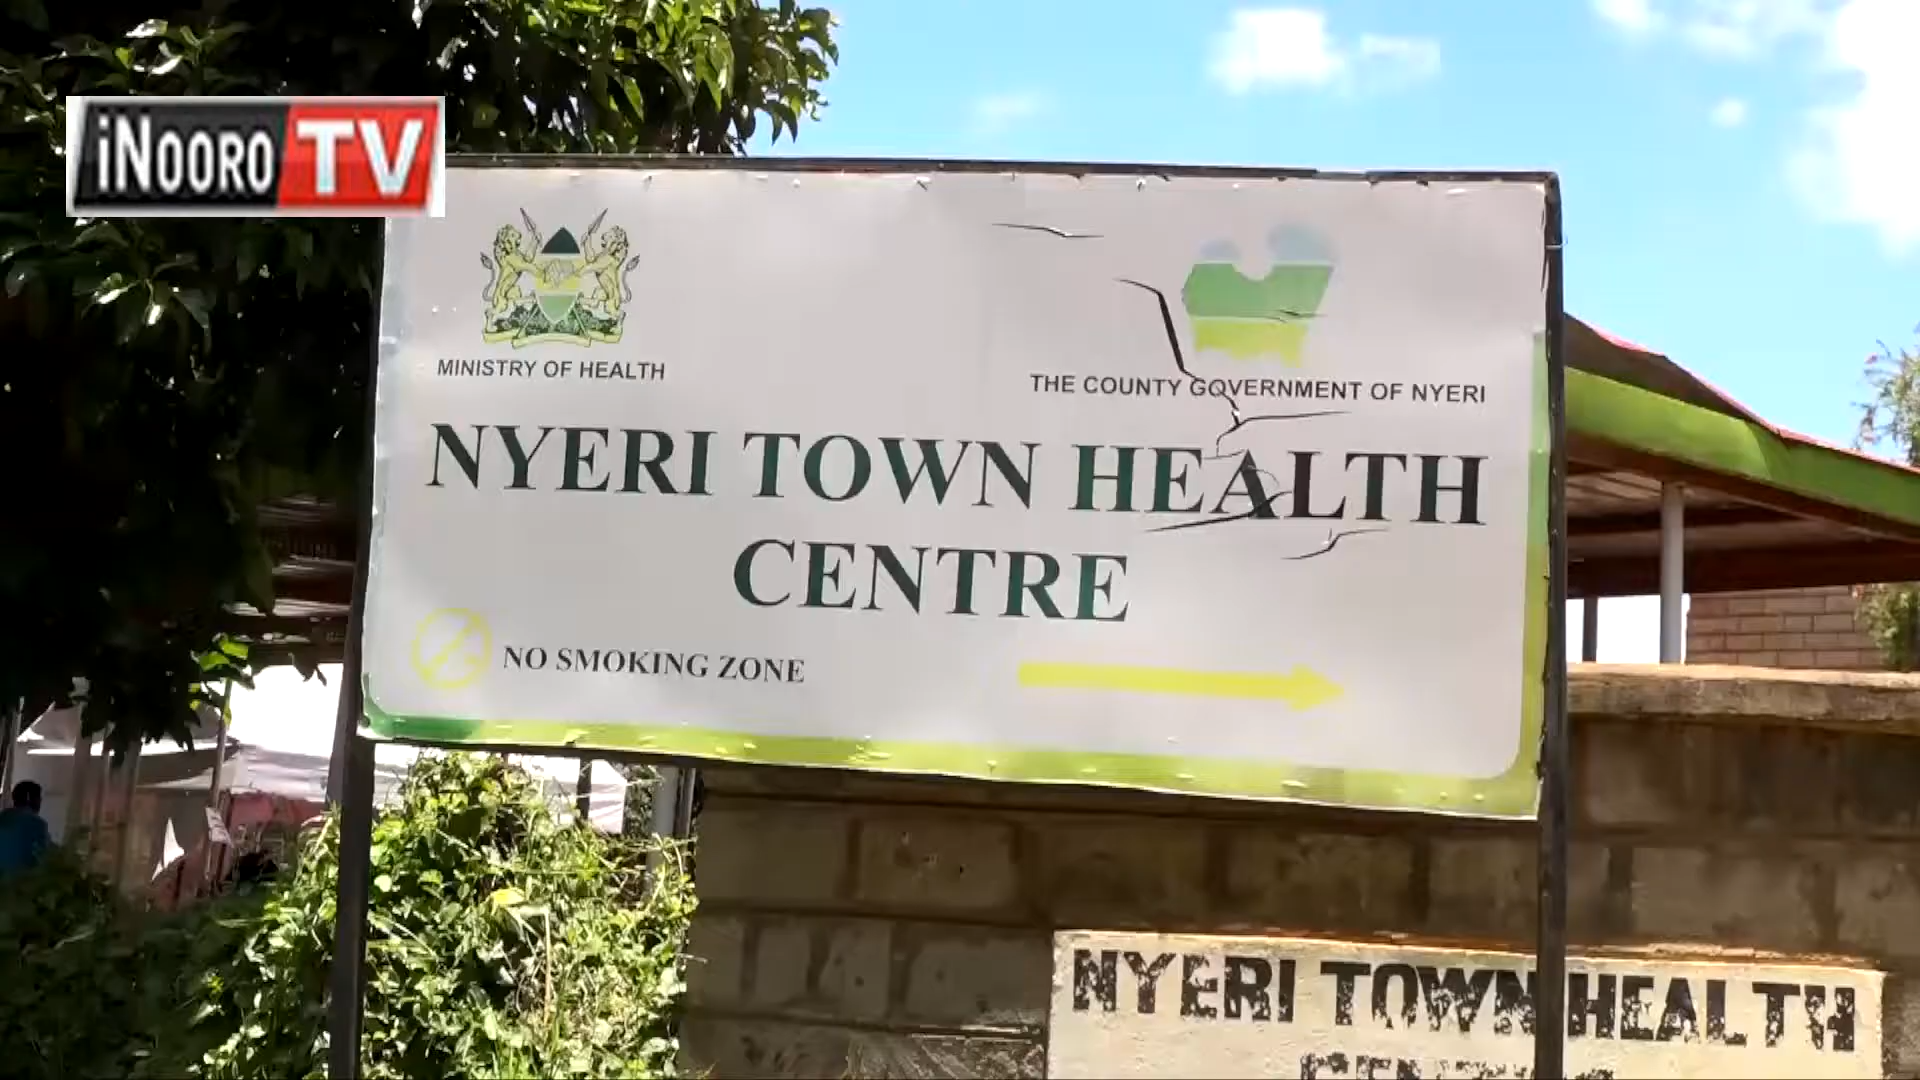 iNOORO TV
MINISTRY OF HEALTH
THE COUNTY GOVERNMENT OF NYERI
NYERI TOWN HEALTH
CENTRE
NO SMOKING ZONE
NYERI TOWN HEALTH